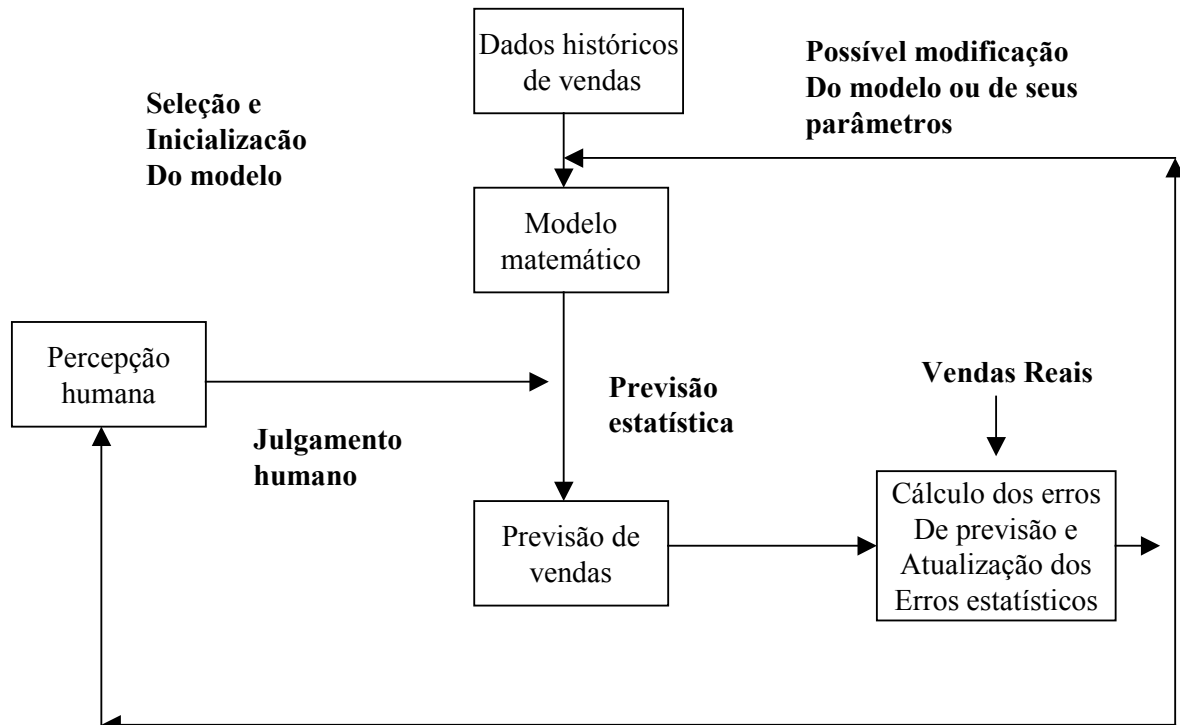 Dados históricos
de vendas
Possível modificação
Do modelo ou de seus
parâmetros
Seleção e
Inicializacão
Do modelo
Modelo
matemático
Percepção
humana
Julgamento
humano
Previsão
estatística
Vendas Reais
Previsão de
vendas
Cálculo dos erros
De previsão e
Atualização dos
Erros estatísticos